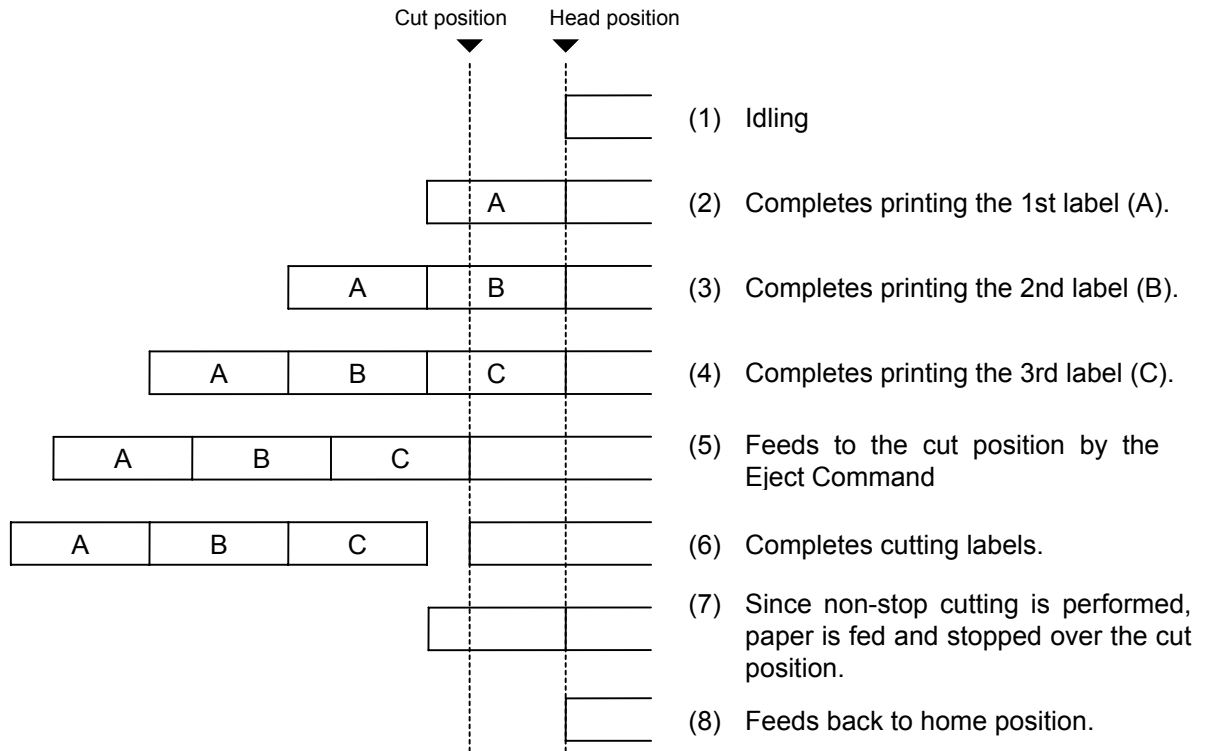 Cut position Head position
(1) Idling
A (2) Completes printing the 1st label (A).
A B (3) Completes printing the 2nd label (B).
A B C (4) Completes printing the 3rd label (C).
A B C (5) Feeds to the cut position by the
Eject Command
A B C (6) Completes cutting labels.
(7) Since non-stop cutting is performed,
paper is fed and stopped over the cut
position.
(8) Feeds back to home position.